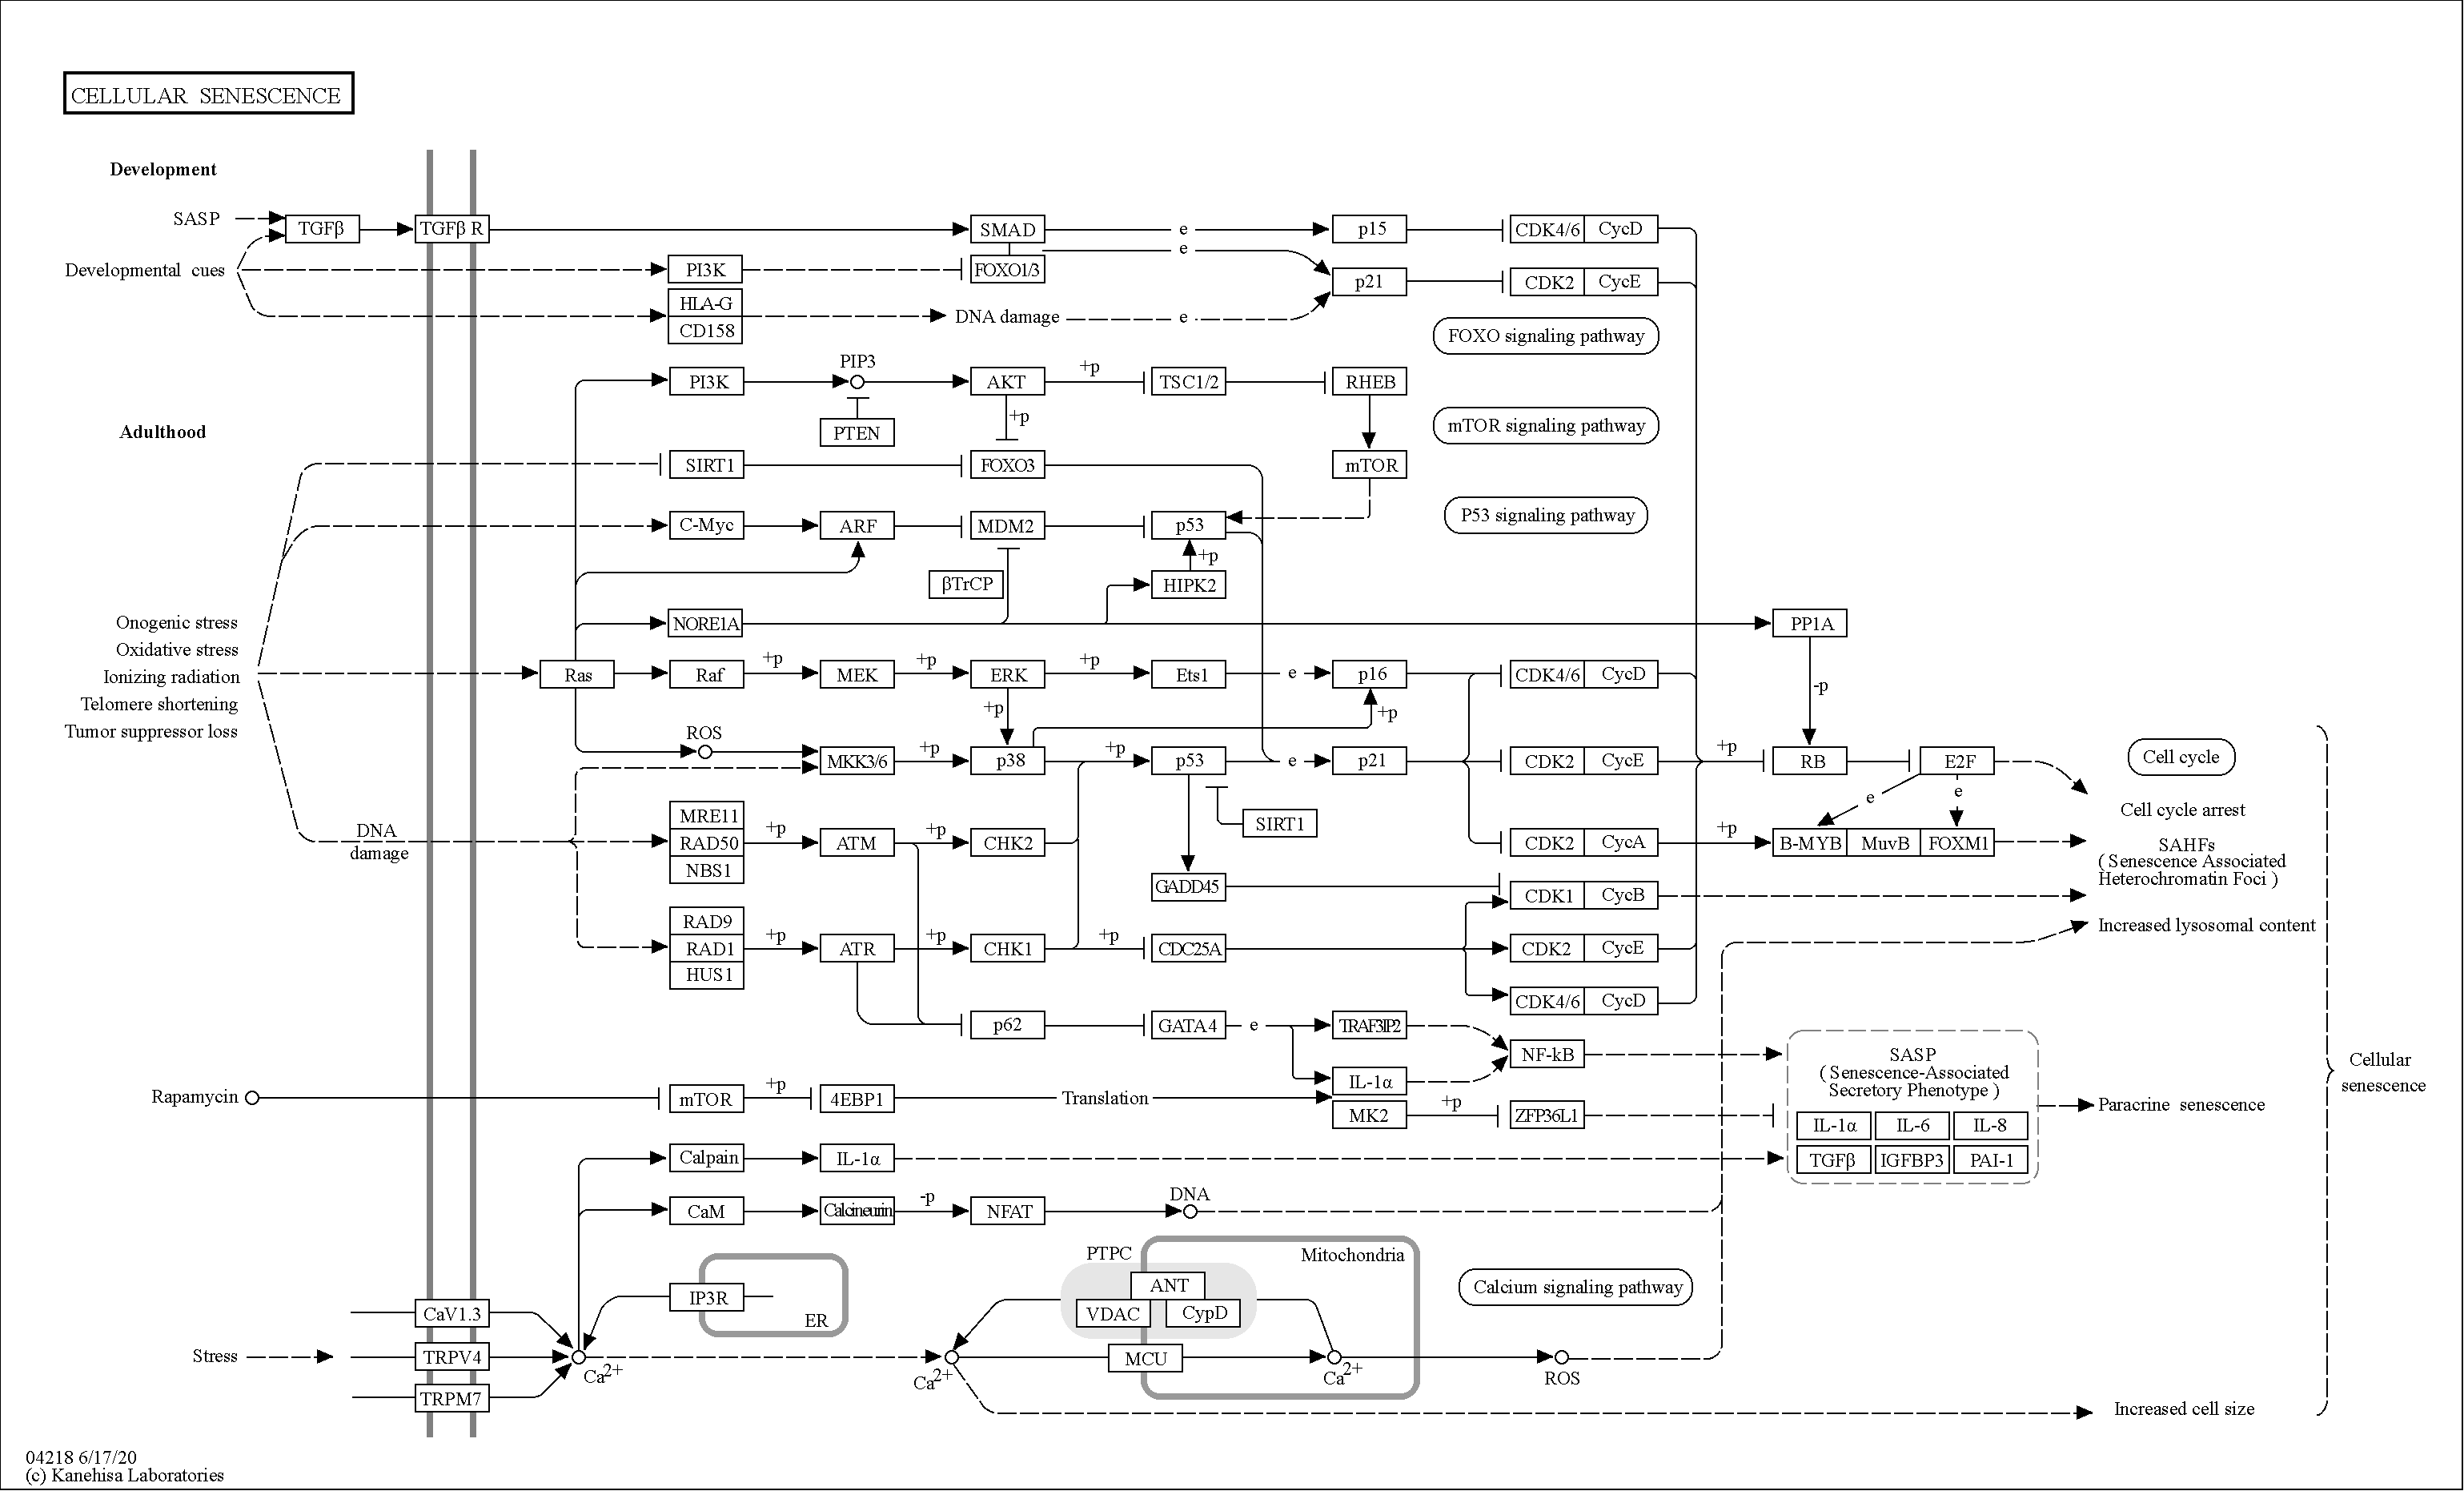 CELLULAR SENESCENCE
Development
SASP
TGFβ
TGFβ R
SMAD
e
p15
CDK4/6
CycD
e
Developmental cues
PI3K
FOXO1/3
p21
CDK2
CycE
HLA-G
CD158
DNA damage
e
FOXO signaling pathway
PIP3
PI3K
AKT
+p
TSC1/2
RHEB
+p
PTEN
mTOR signaling pathway
Adulthood
SIRT1
FOXO3
mTOR
C-Myc
ARF
MDM2
p53
P53 signaling pathway
+p
βTrCP
HIPK2
Onogenic stress
Oxidative stress
Ionizing radiation
Telomere shortening
Tumor suppressor loss
NORE1A
PP1A
Ras
Raf
+p
MEK
+p
ERK
+p
Ets1
e
p16
CDK4/6
CycD
-p
+p
+p
ROS
MKK3/6
+p
p38
+p
p53
e
p21
CDK2
CycE
+p
RB
E2F
Cell cycle
e
e
Cell cycle arrest
DNA
damage
MRE11
RAD50
NBS1
+p
ATM
+p
CHK2
SIRT1
CDK2
CycA
+p
B-MYB
MuvB
FOXM1
SAHFs
( Senescence Associated
Heterochromatin Foci )
GADD45
CDK1
CycB
Increased lysosomal content
RAD9
RAD1
HUS1
+p
ATR
+p
CHK1
+p
CDC25A
CDK2
CycE
CDK4/6
CycD
p62
GATA4
e
TRAF3IP2
NF-kB
IL-1α
SASP
( Senescence-Associated
Secretory Phenotype )
IL-1α
IL-6
IL-8
TGFβ
IGFBP3
PAI-1
Paracrine senescence
Cellular
senescence
Rapamycin
mTOR
+p
4EBP1
Translation
MK2
+p
ZFP36L1
Calpain
IL-1α
CaM
Calcineurin
-p
NFAT
DNA
PTPC
Mitochondria
ANT
VDAC
CypD
IP3R
ER
Calcium signaling pathway
CaV1.3
Stress
TRPV4
TRPM7
Ca2+
Ca2+
MCU
Ca2+
ROS
Increased cell size
04218 6/17/20
(c) Kanehisa Laboratories